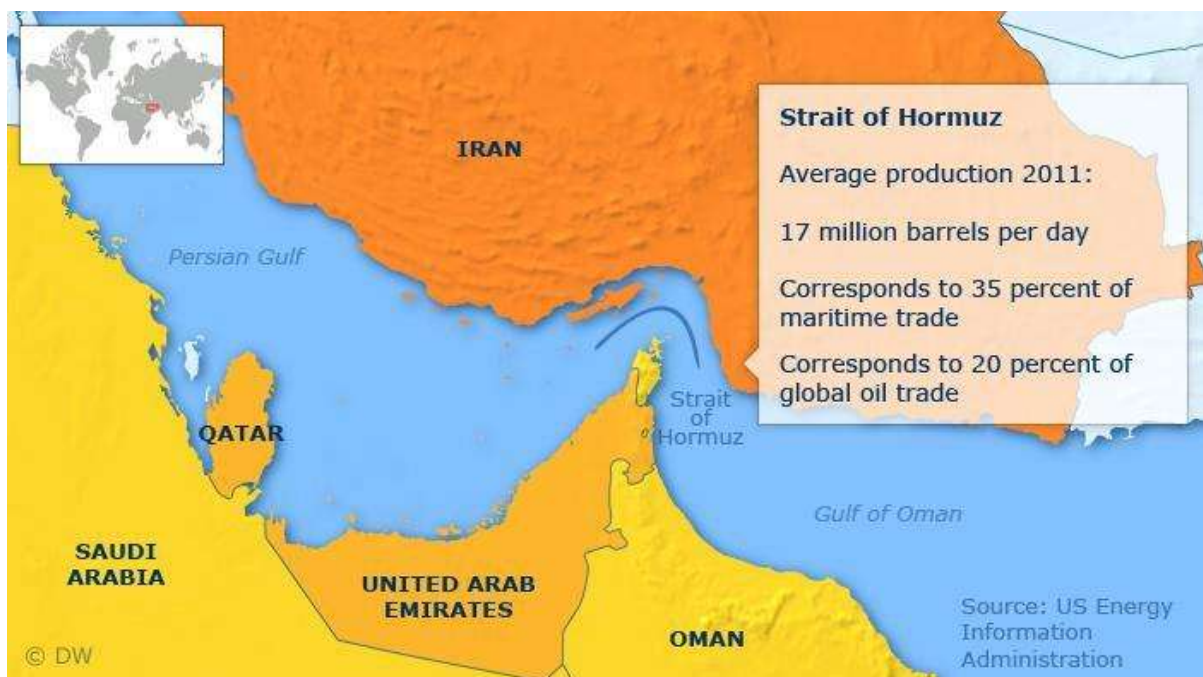 IRAN
Persian Gulf
QATAR
Strait
of
Hormuz
Gulf of Oman
SAUDI
ARABIA
UNITED ARAB
EMIRATES
OMAN
Strait of Hormuz
Average production 2011:
17 million barrels per day
Corresponds to 35 percent of
maritime trade
Corresponds to 20 percent of
global oil trade
Source: US Energy
Information
Administration
© DW